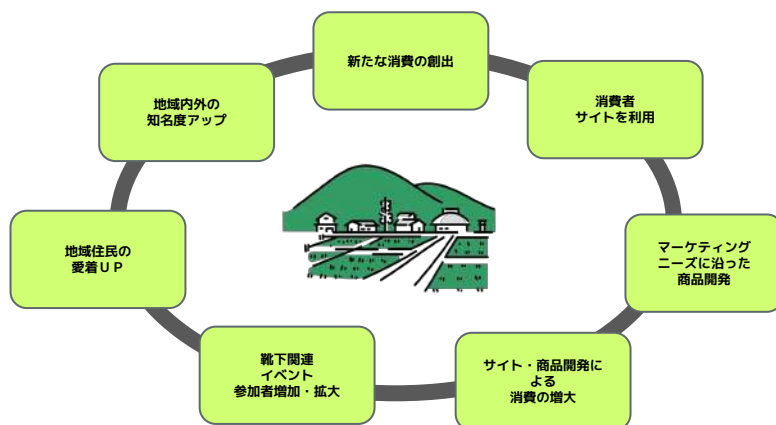 新たな消費の創出
消費者
サイトを利用
マーケティング
ニーズに沿った
商品開発
サイト・商品開発に
よる
消費の増大
靴下関連
イベント
参加者増加・拡大
地域住民の
愛着ＵＰ
地域内外の
知名度アップ